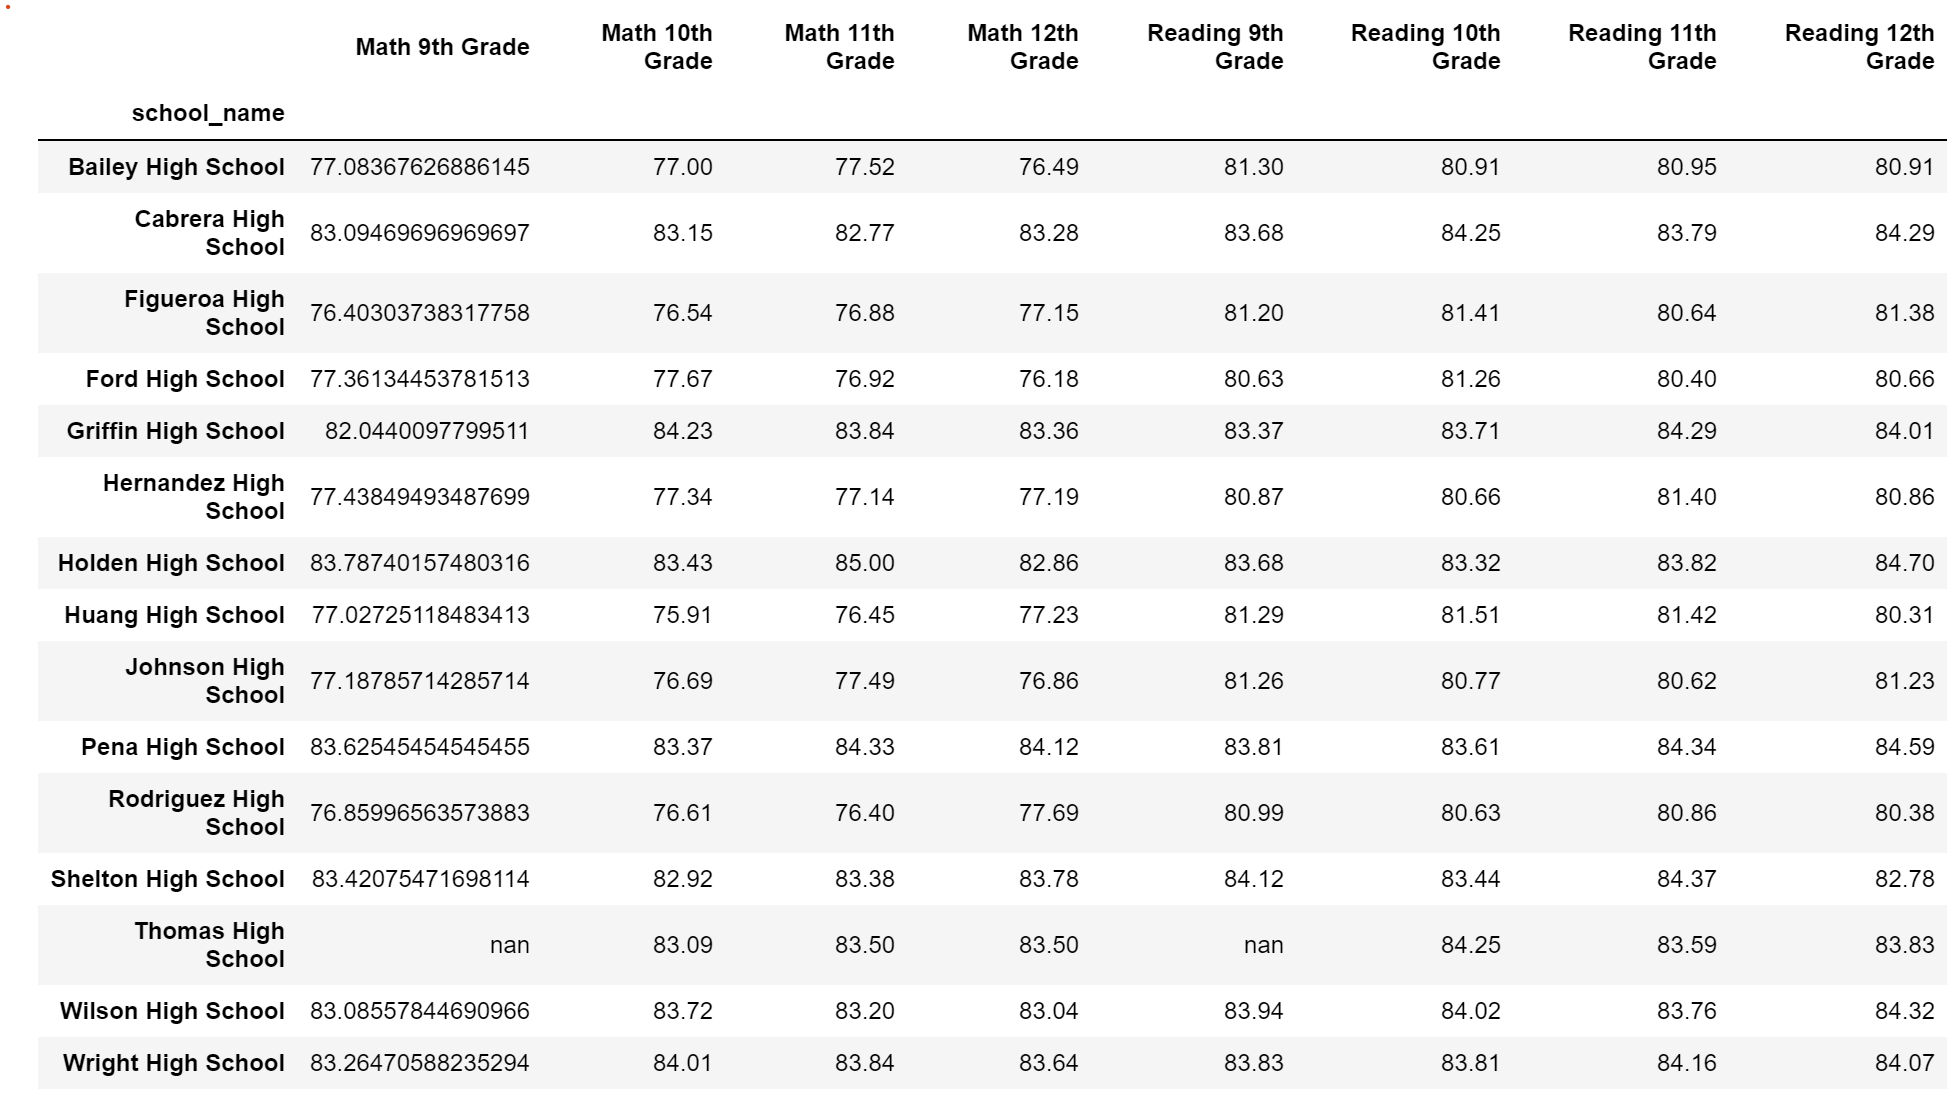 Math 9th Grade Math 10th Grade Math 11th Grade Math 12th Grade Reading 9th Grade Reading 10th Grade Reading 11th Grade Reading 12th Grade
school_name
Bailey High School 77.08367626886145 77.00 77.52 76.49 81.30 80.91 80.95 80.91
Cabrera High School 83.09469696969697 83.15 82.77 83.28 83.68 84.25 83.79 84.29
Figueroa High School 76.40303738317758 76.54 76.88 77.15 81.20 81.41 80.64 81.38
Ford High School 77.36134453781513 77.67 76.92 76.18 80.63 81.26 80.40 80.66
Griffin High School 82.0440097799511 84.23 83.84 83.36 83.37 83.71 84.29 84.01
Hernandez High School 77.43849493487699 77.34 77.14 77.19 80.87 80.66 81.40 80.86
Holden High School 83.78740157480316 83.43 85.00 82.86 83.68 83.32 83.82 84.70
Huang High School 77.02725118483413 75.91 76.45 77.23 81.29 81.51 81.42 80.31
Johnson High School 77.18785714285714 76.69 77.49 76.86 81.26 80.77 80.62 81.23
Pena High School 83.62545454545455 83.37 84.33 84.12 83.81 83.61 84.34 84.59
Rodriguez High School 76.85996563573883 76.61 76.40 77.69 80.99 80.63 80.86 80.38
Shelton High School 83.42075471698114 82.92 83.38 83.78 84.12 83.44 84.37 82.78
Thomas High School nan 83.09 83.50 83.50 nan 84.25 83.59 83.83
Wilson High School 83.08557844690966 83.72 83.20 83.04 83.94 84.02 83.76 84.32
Wright High School 83.26470588235294 84.01 83.84 83.64 83.83 83.81 84.16 84.07